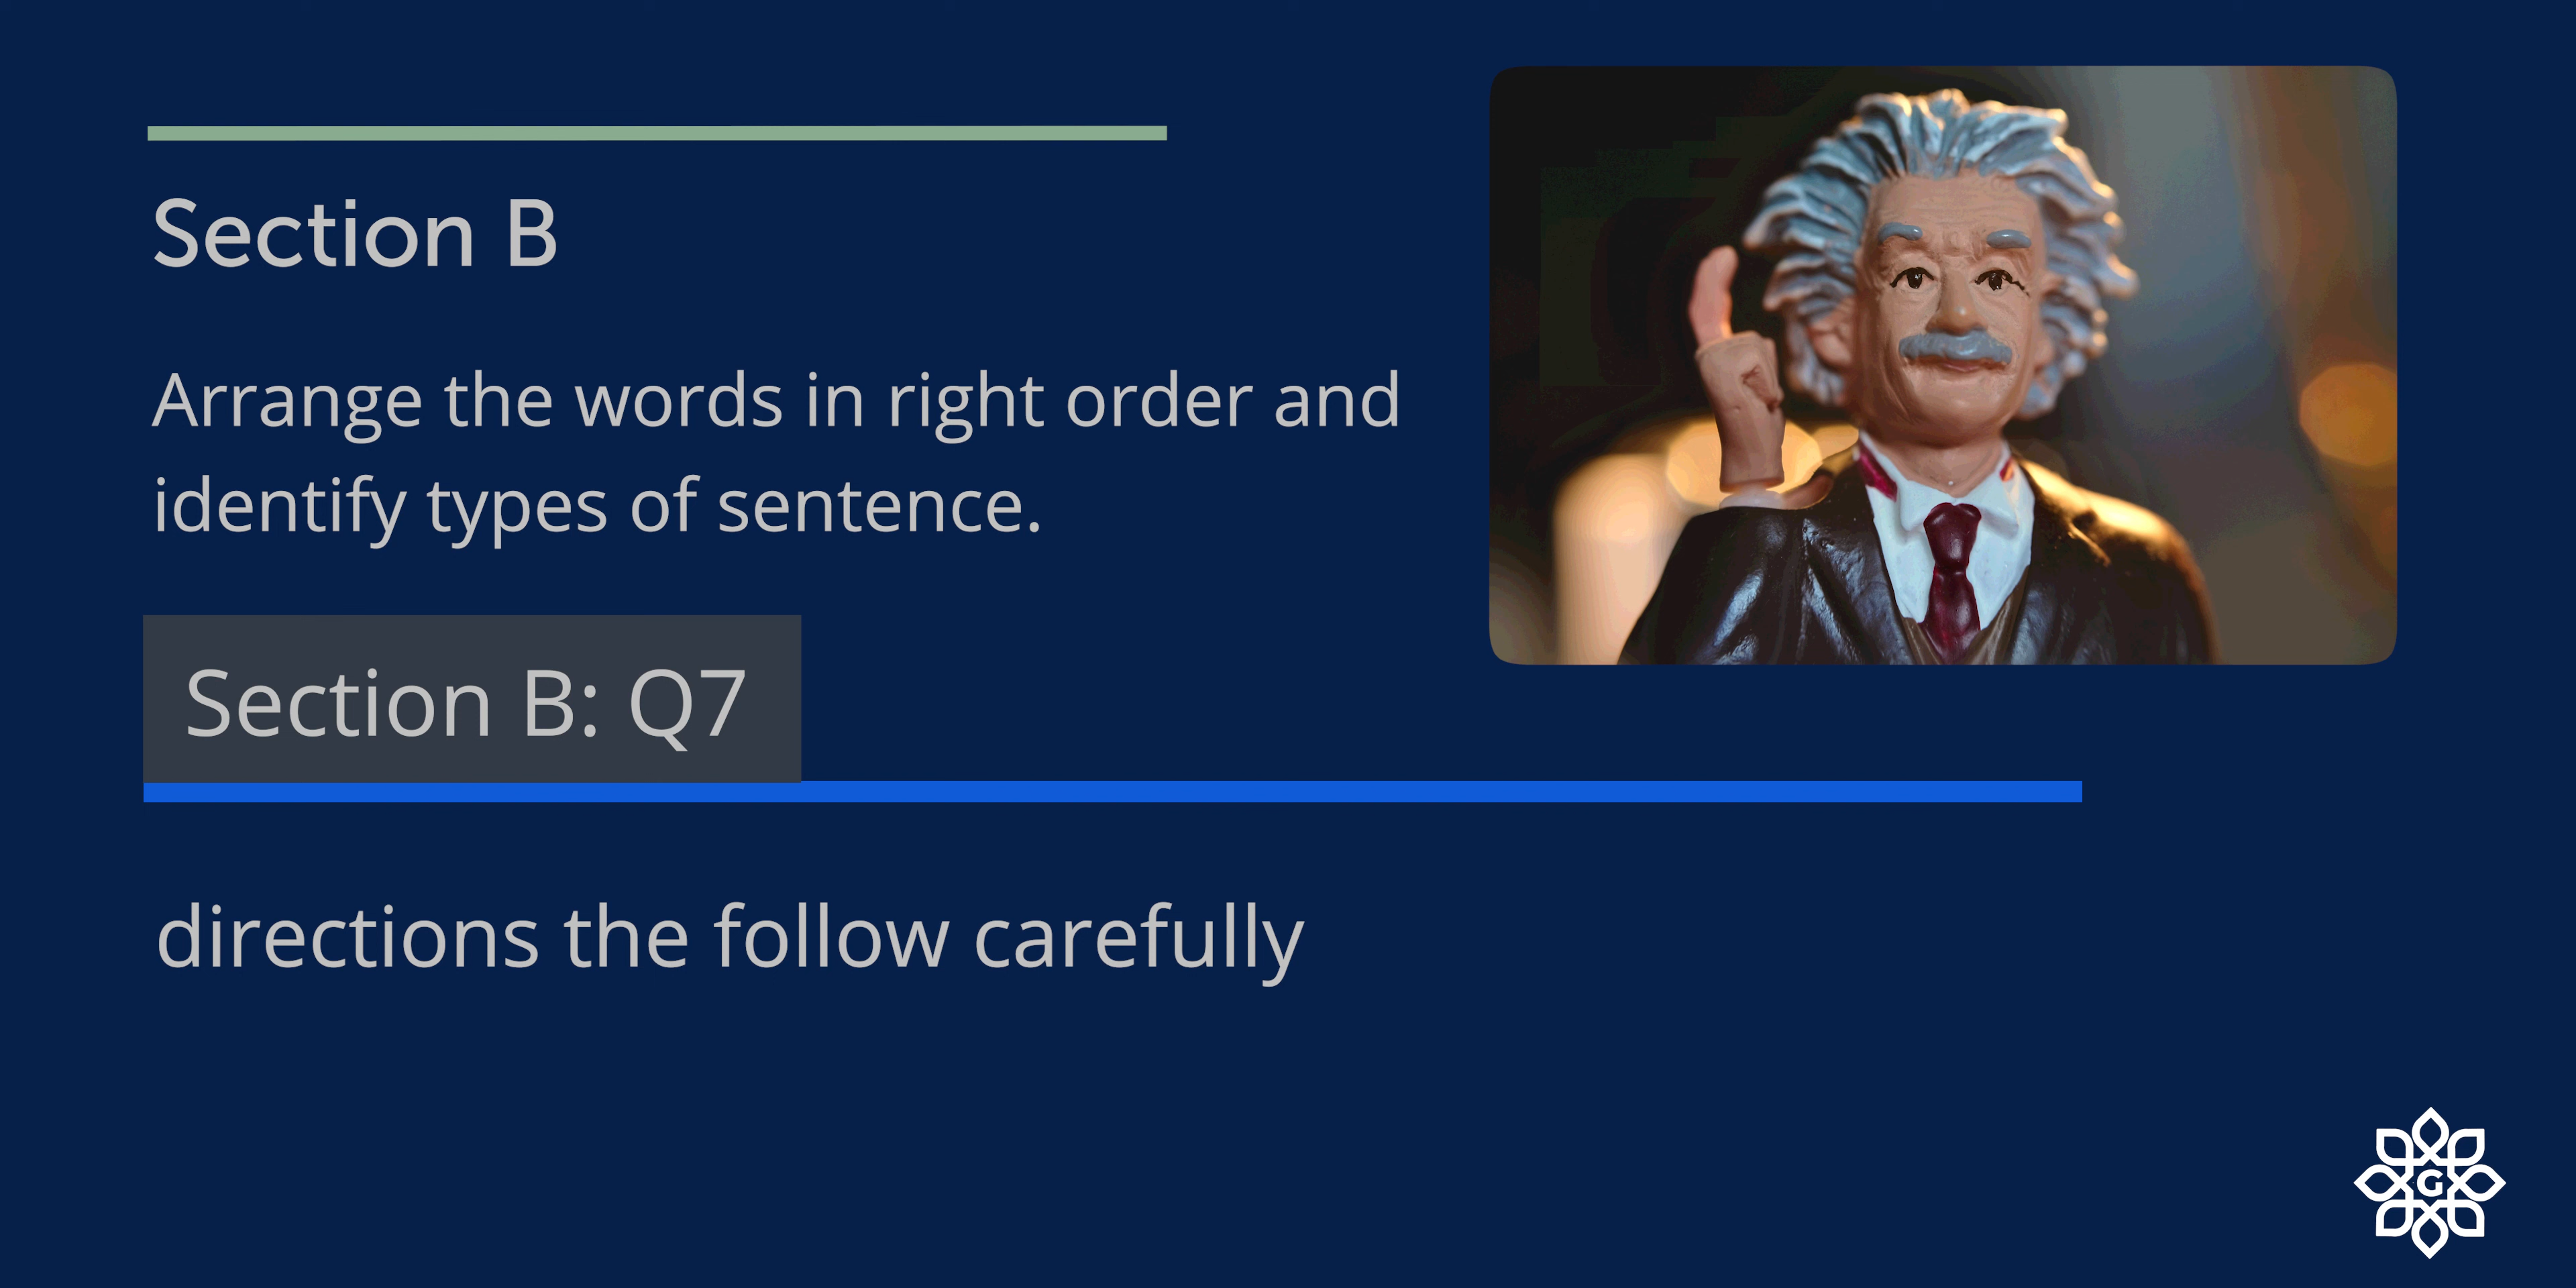 Section B
Arrange the words in right order and
identify types of sentence.
Section B: Q7
directions the follow carefully
G